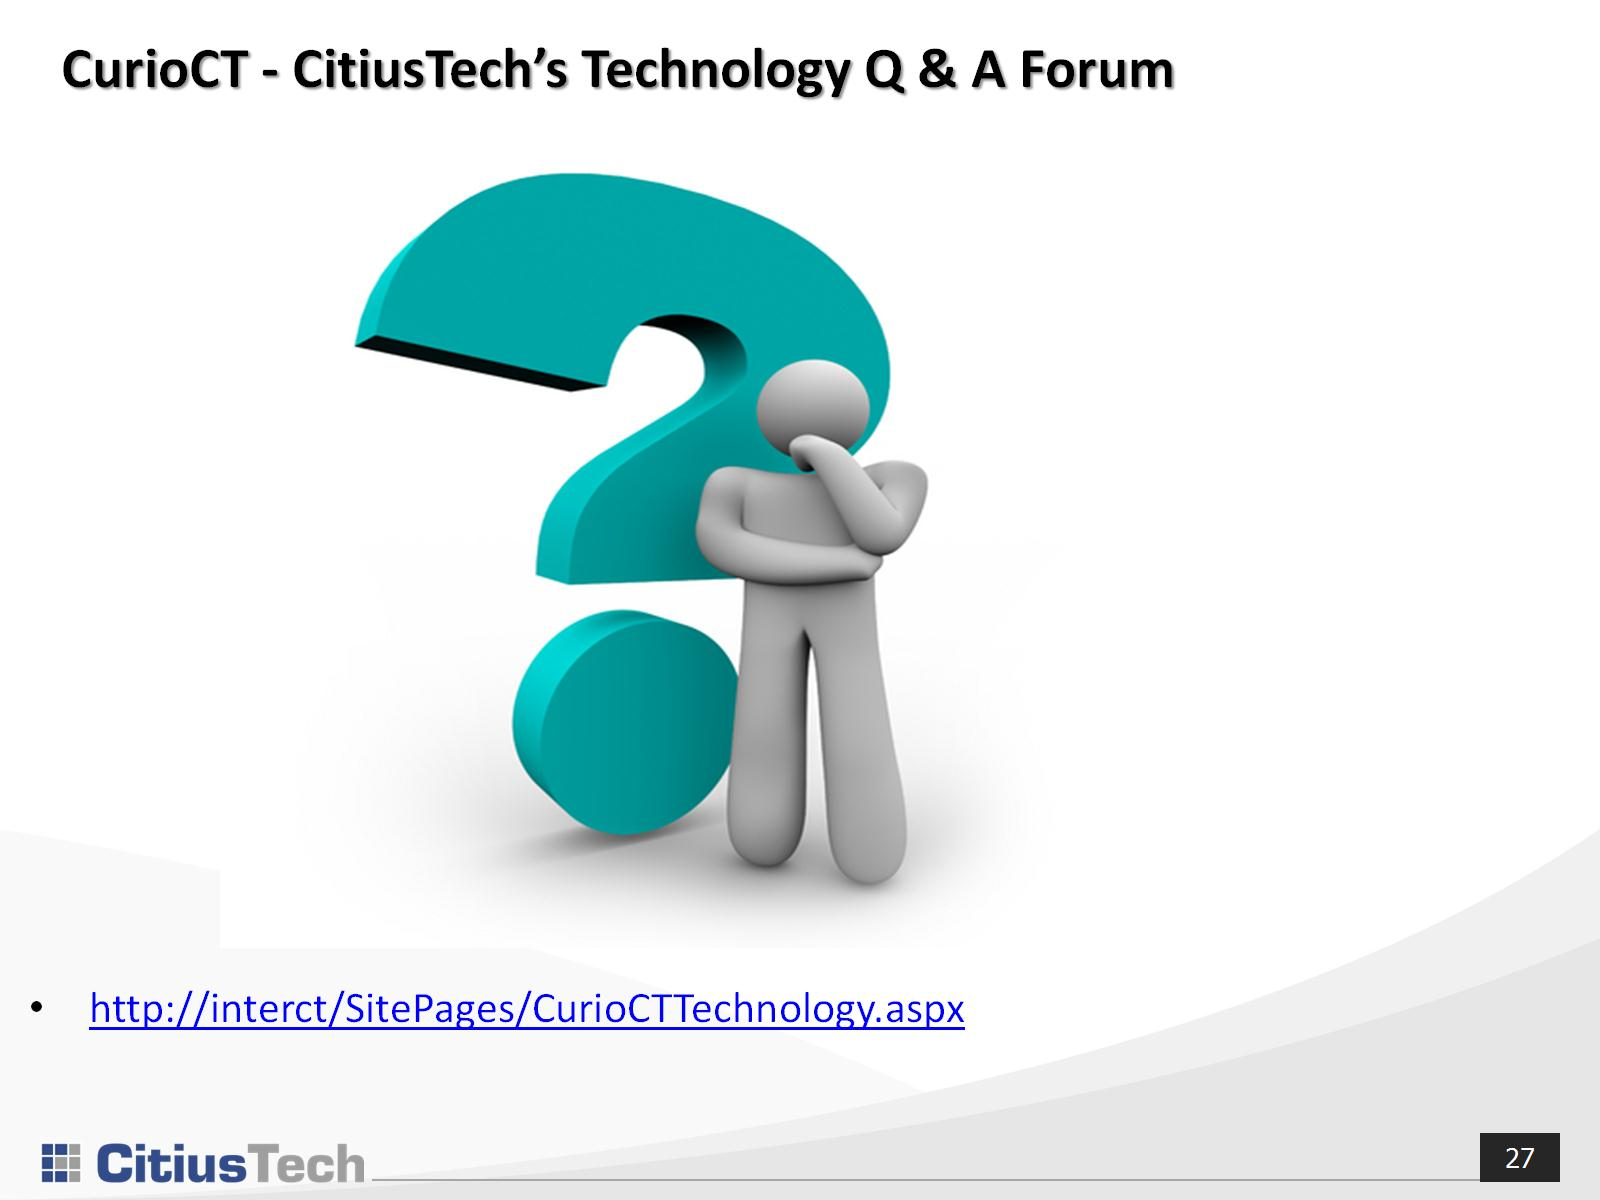 CurioCT - CitiusTech’s Technology Q & A Forum
• http://interct/SitePages/CurioCTTechnology.aspx
CitiusTech
27